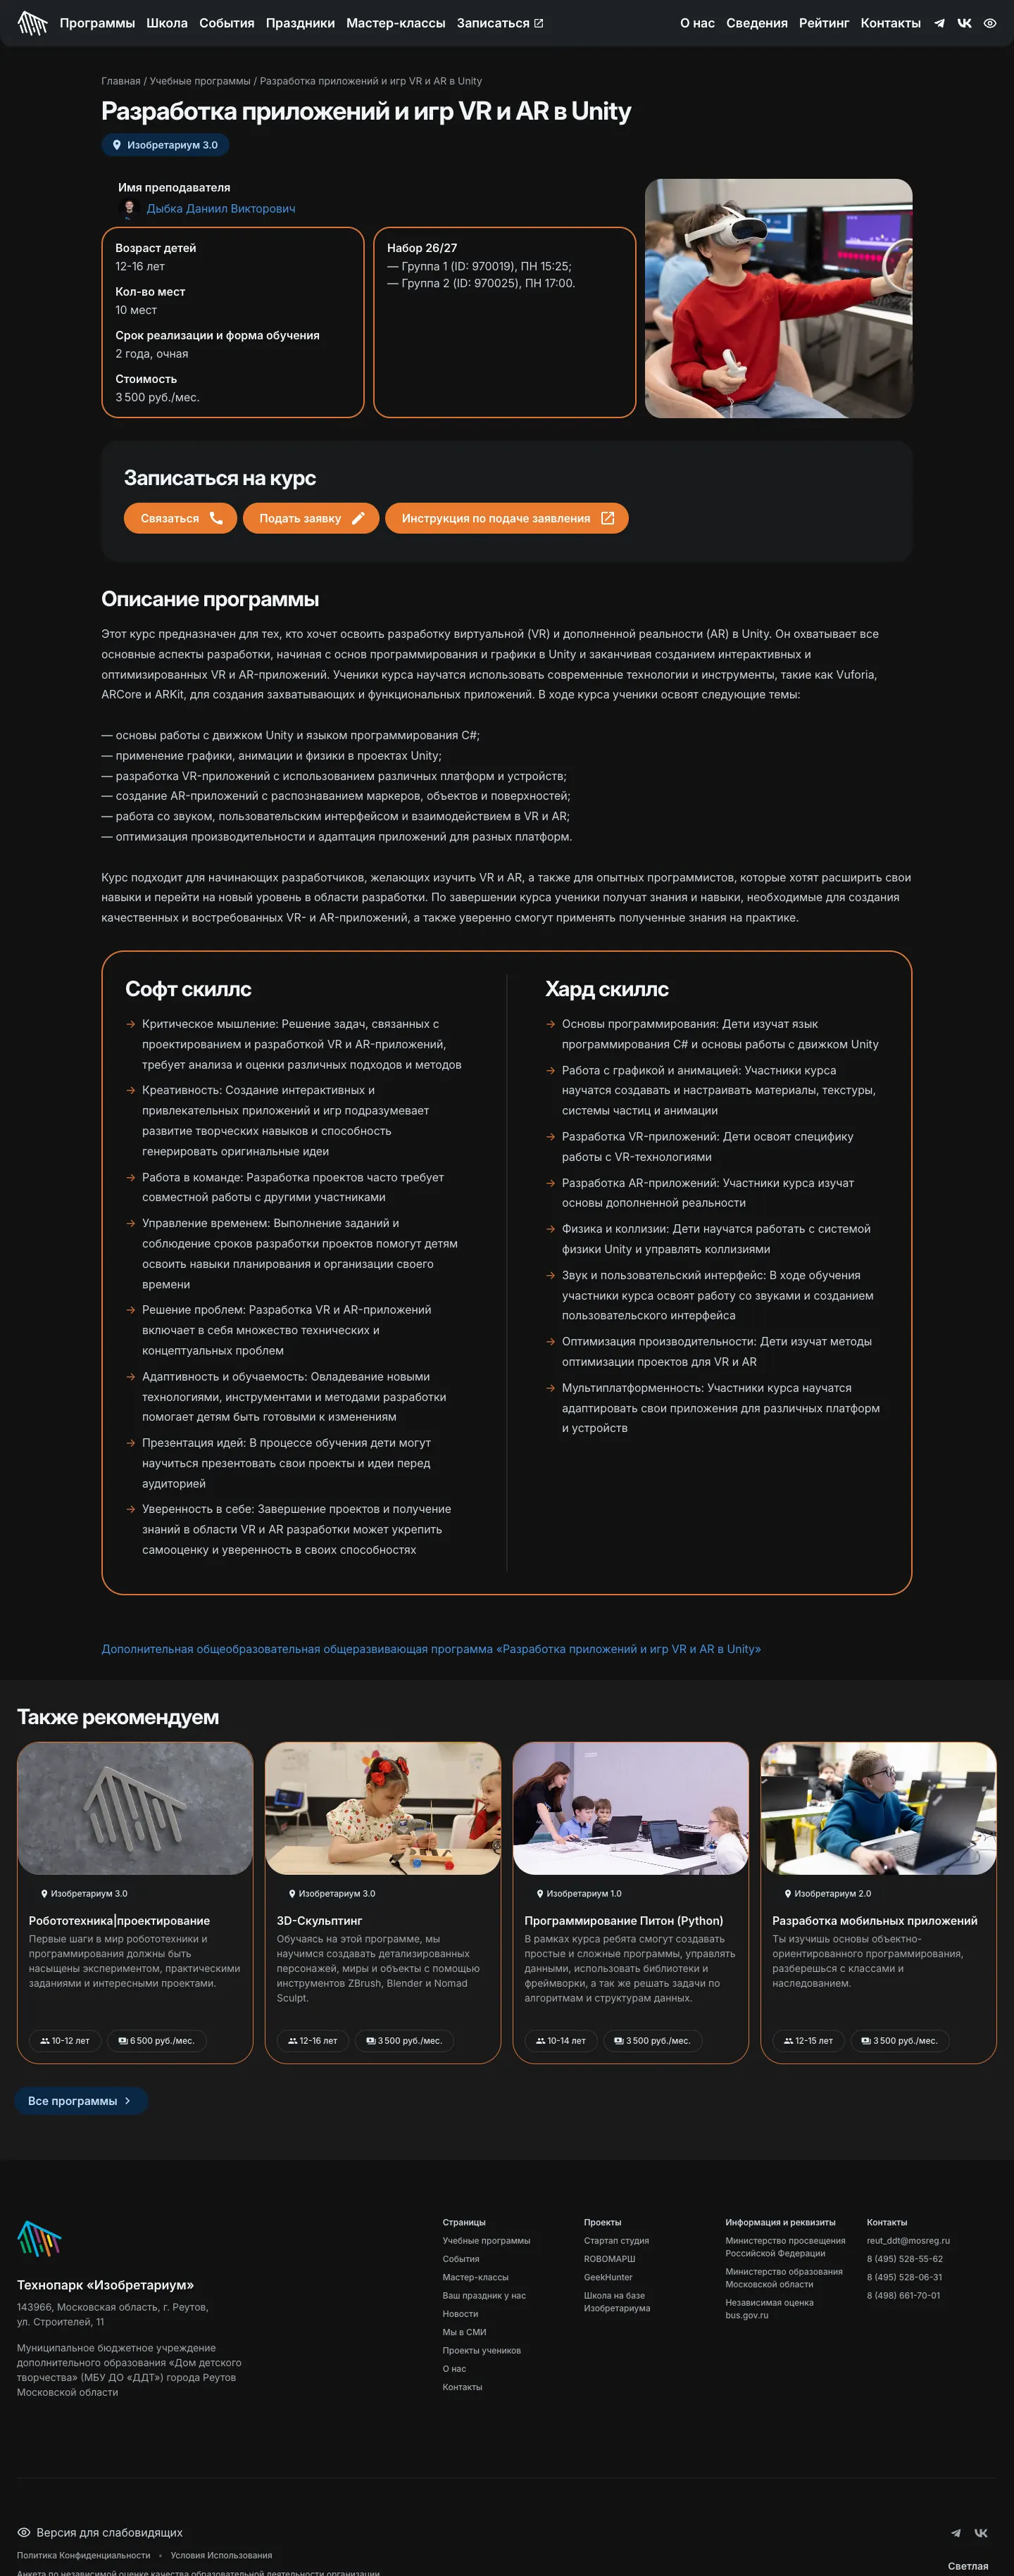 Программы Школа События Праздники Мастер-классы Записаться О нас Сведения Рейтинг Контакты
Главная / Учебные программы / Разработка приложений и игр VR и AR в Unity
Разработка приложений и игр VR и AR в Unity
Изобретариум 3.0
Имя преподавателя
Дыбка Даниил Викторович
Возраст детей
12-16 лет
Кол-во мест
10 мест
Срок реализации и форма обучения
2 года, очная
Стоимость
3 500 руб./мес.
Набор 26/27
— Группа 1 (ID: 970019), ПН 15:25;
— Группа 2 (ID: 970025), ПН 17:00.
Записаться на курс
Связаться
Подать заявку
Инструкция по подаче заявления
Описание программы
Этот курс предназначен для тех, кто хочет освоить разработку виртуальной (VR) и дополненной реальности (AR) в Unity. Он охватывает все
основные аспекты разработки, начиная с основ программирования и графики в Unity и заканчивая созданием интерактивных и
оптимизированных VR и AR-приложений. Ученики курса научатся использовать современные технологии и инструменты, такие как Vuforia,
ARCore и ARKit, для создания захватывающих и функциональных приложений. В ходе курса ученики освоят следующие темы:
— основы работы с движком Unity и языком программирования C#;
— применение графики, анимации и физики в проектах Unity;
— разработка VR-приложений с использованием различных платформ и устройств;
— создание AR-приложений с распознаванием маркеров, объектов и поверхностей;
— работа со звуком, пользовательским интерфейсом и взаимодействием в VR и AR;
— оптимизация производительности и адаптация приложений для разных платформ.
Курс подходит для начинающих разработчиков, желающих изучить VR и AR, а также для опытных программистов, которые хотят расширить свои
навыки и перейти на новый уровень в области разработки. По завершении курса ученики получат знания и навыки, необходимые для создания
качественных и востребованных VR- и AR-приложений, а также уверенно смогут применять полученные знания на практике.
Софт скиллс
→ Критическое мышление: Решение задач, связанных с
проектированием и разработкой VR и AR-приложений,
требует анализа и оценки различных подходов и методов
→ Креативность: Создание интерактивных и
привлекательных приложений и игр подразумевает
развитие творческих навыков и способность
генерировать оригинальные идеи
→ Работа в команде: Разработка проектов часто требует
совместной работы с другими участниками
→ Управление временем: Выполнение заданий и
соблюдение сроков разработки проектов помогут детям
освоить навыки планирования и организации своего
времени
→ Решение проблем: Разработка VR и AR-приложений
включает в себя множество технических и
концептуальных проблем
→ Адаптивность и обучаемость: Овладевание новыми
технологиями, инструментами и методами разработки
помогает детям быть готовыми к изменениям
→ Презентация идей: В процессе обучения дети могут
научиться презентовать свои проекты и идеи перед
аудиторией
→ Уверенность в себе: Завершение проектов и получение
знаний в области VR и AR разработки может укрепить
самооценку и уверенность в своих способностях
Хард скиллс
→ Основы программирования: Дети изучат язык
программирования C# и основы работы с движком Unity
→ Работа с графикой и анимацией: Участники курса
научатся создавать и настраивать материалы, текстуры,
системы частиц и анимации
→ Разработка VR-приложений: Дети освоят специфику
работы с VR-технологиями
→ Разработка AR-приложений: Участники курса изучат
основы дополненной реальности
→ Физика и коллизии: Дети научатся работать с системой
физики Unity и управлять коллизиями
→ Звук и пользовательский интерфейс: В ходе обучения
участники курса освоят работу со звуками и созданием
пользовательского интерфейса
→ Оптимизация производительности: Дети изучат методы
оптимизации проектов для VR и AR
→ Мультиплатформенность: Участники курса научатся
адаптировать свои приложения для различных платформ
и устройств
Дополнительная общеобразовательная общеразвивающая программа «Разработка приложений и игр VR и AR в Unity»
Также рекомендуем
Изобретариум 3.0
Робототехника|проектирование
Первые шаги в мир робототехники и
программирования должны быть
насыщены экспериментом, практическими
заданиями и интересными проектами.
10-12 лет 6 500 руб./мес.
Изобретариум 3.0
3D-Скульптинг
Обучаясь на этой программе, мы
научимся создавать детализированных
персонажей, миры и объекты с помощью
инструментов ZBrush, Blender и Nomad
Sculpt.
12-16 лет 3 500 руб./мес.
Изобретариум 1.0
Программирование Питон (Python)
В рамках курса ребята смогут создавать
простые и сложные программы, управлять
данными, использовать библиотеки и
фреймворки, а так же решать задачи по
алгоритмам и структурам данных.
10-14 лет 3 500 руб./мес.
Изобретариум 2.0
Разработка мобильных приложений
Ты изучишь основы объектно-
ориентированного программирования,
разберешься с классами и
наследованием.
12-15 лет 3 500 руб./мес.
Все программы
Технопарк «Изобретариум»
143966, Московская область, г. Реутов,
ул. Строителей, 11
Муниципальное бюджетное учреждение
дополнительного образования «Дом детского
творчества» (МБУ ДО «ДДТ») города Реутов
Московской области
Страницы
Учебные программы
События
Мастер-классы
Ваш праздник у нас
Новости
Мы в СМИ
Проекты учеников
О нас
Контакты
Проекты
Стартап студия
РОБОМАРШ
GeekHunter
Школа на базе
Изобретариума
Информация и реквизиты
Министерство просвещения
Российской Федерации
Министерство образования
Московской области
Независимая оценка
bus.gov.ru
Контакты
reut_ddt@mosreg.ru
8 (495) 528-55-62
8 (495) 528-06-31
8 (498) 661-70-01
Версия для слабовидящих
Политика Конфиденциальности • Условия Использования
Анкета по независимой оценке качества образовательной деятельности организации
Светлая